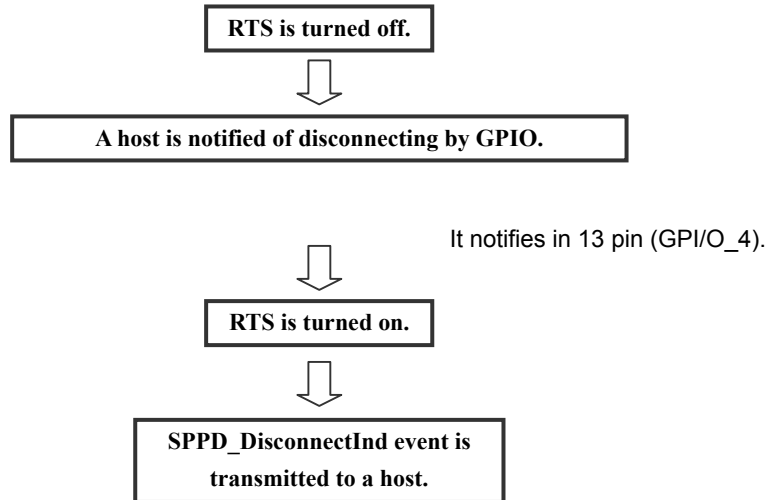 RTS is turned off.
A host is notified of disconnecting by GPIO.
It notifies in 13 pin (GPI/O_4).
RTS is turned on.
SPPD_DisconnectInd event is
transmitted to a host.